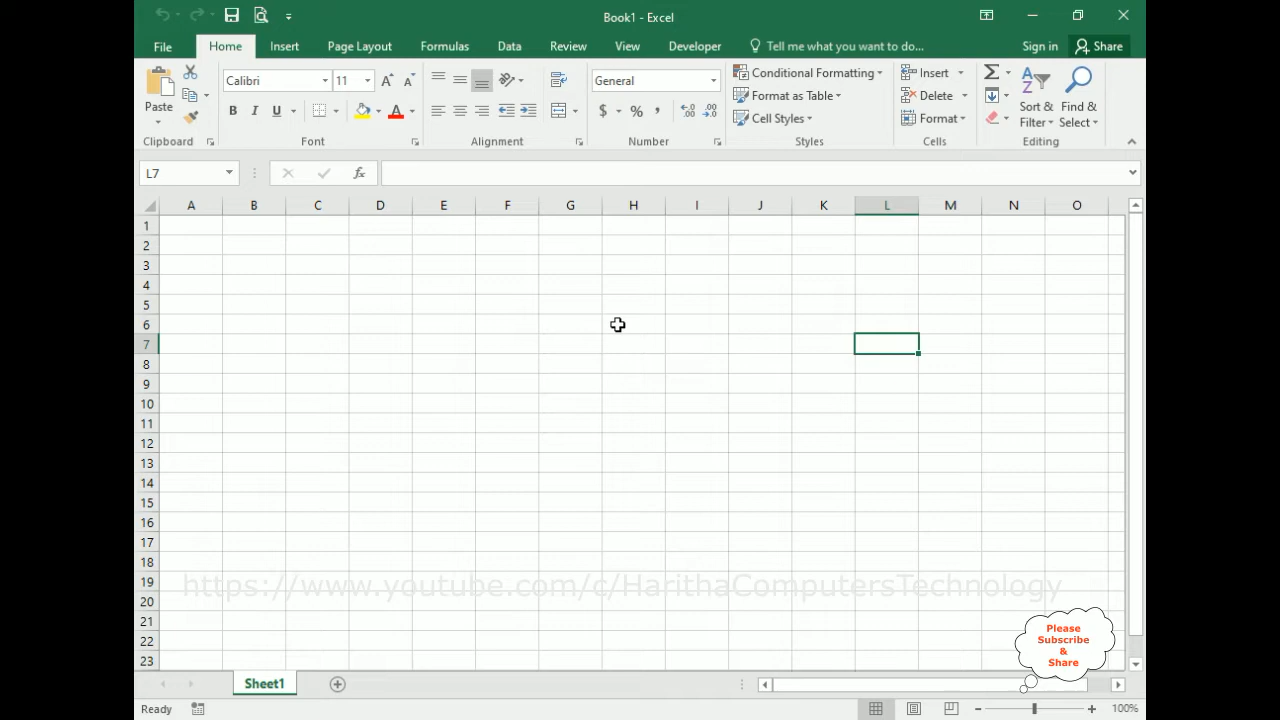 Book1 - Excel
File Home Insert Page Layout Formulas Data Review View Developer Tell me what you want to do... Sign in Share
Paste
Calibri 11
B I U A
General
$ % ,
Conditional Formatting
Format as Table
Cell Styles
Insert
Delete
Format
Sort & Filter
Find & Select
Clipboard Font Alignment Number Styles Cells Editing
L7 fx
A B C D E F G H I J K L M N O
1
2
3
4
5
6
7
8
9
10
11
12
13
14
15
16
17
18
19
https://www.youtube.com/c/HarithaComputersTechnology
20
21
22
23
Please
Subscribe
&
Share
Sheet1
Ready 100%